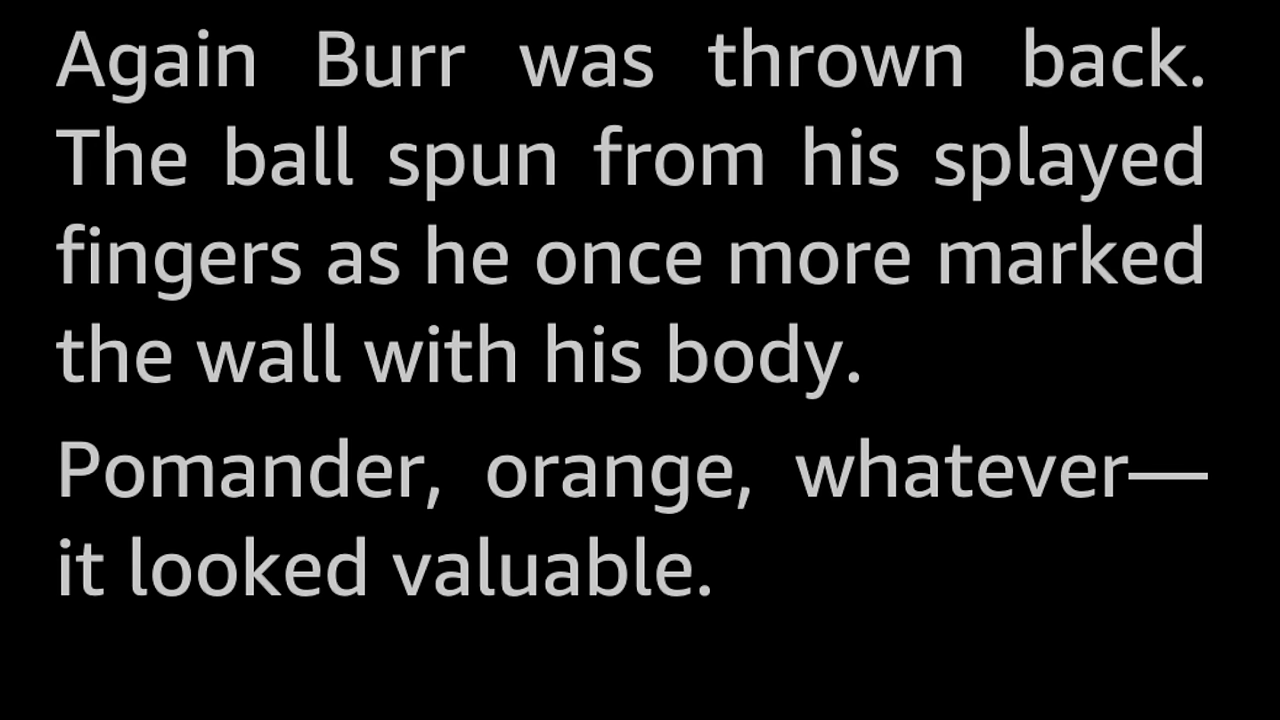 Again Burr was thrown back.
The ball spun from his splayed
fingers as he once more marked
the wall with his body.
Pomander, orange, whatever—
it looked valuable.